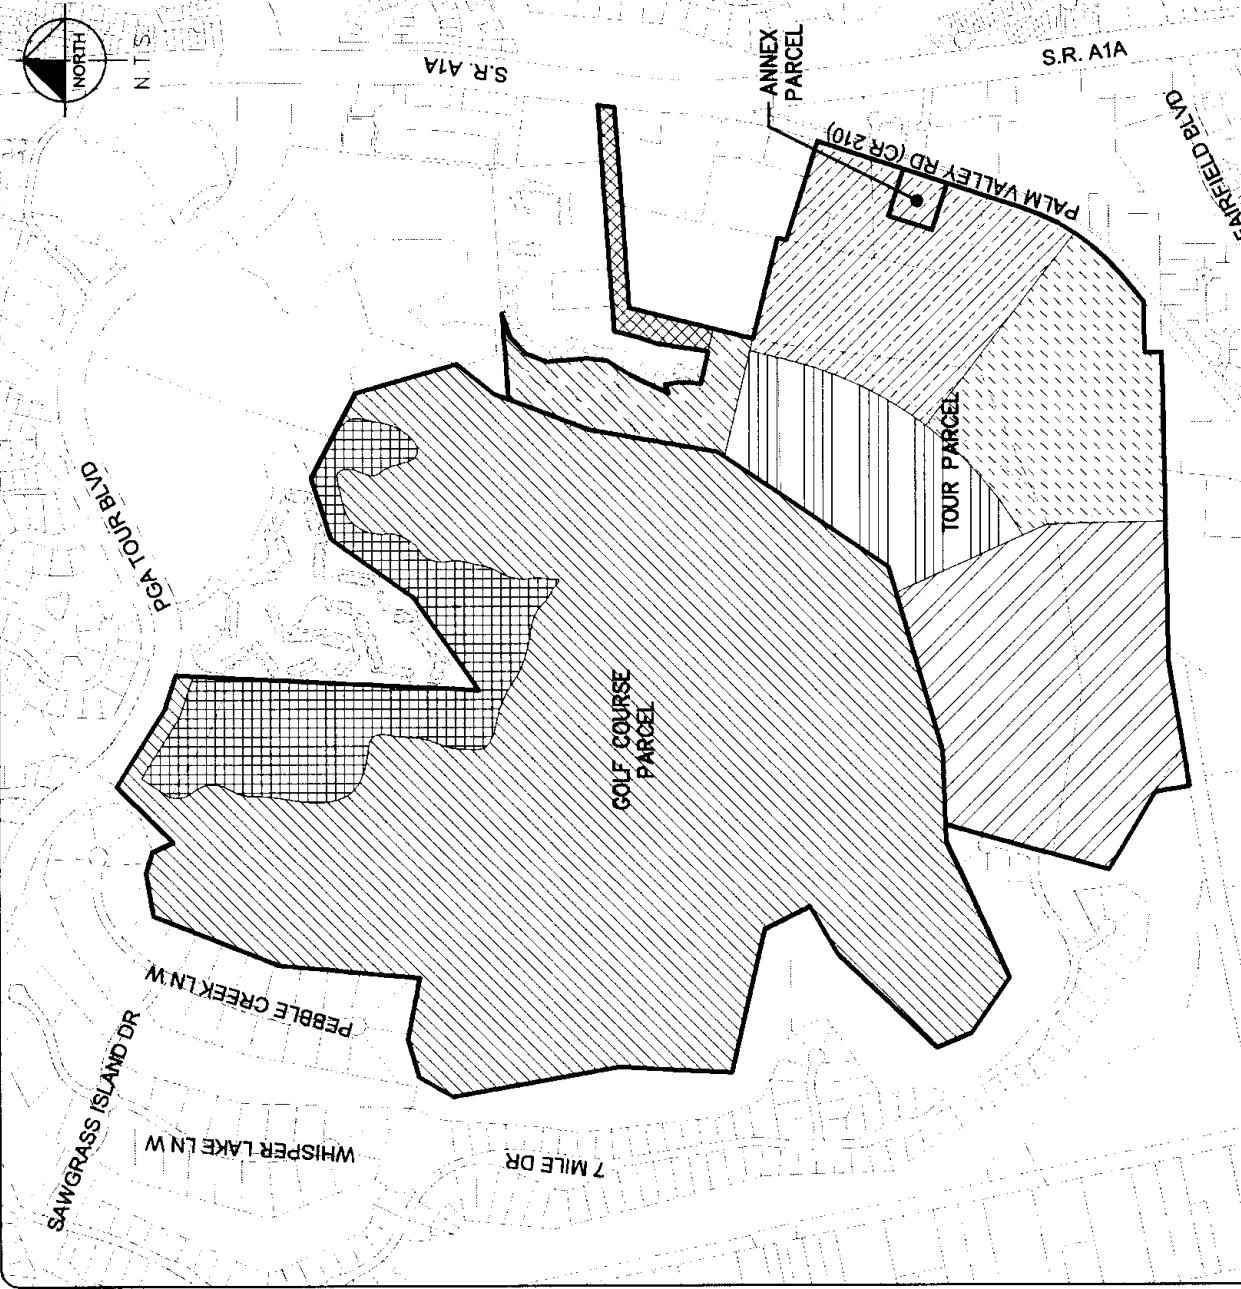 NORTH
N.T.S
S.R. A1A
ANNEX
PARCEL
S.R. A1A
FAIRFIELD BLVD
PALM VALLEY RD (CR 210)
PGA TOUR BLVD
TOUR PARCEL
GOLF COURSE
PARCEL
PEBBLE CREEK LN W
SAWGRASS ISLAND DR
WHISPER LAKE LN W
7 MILE DR